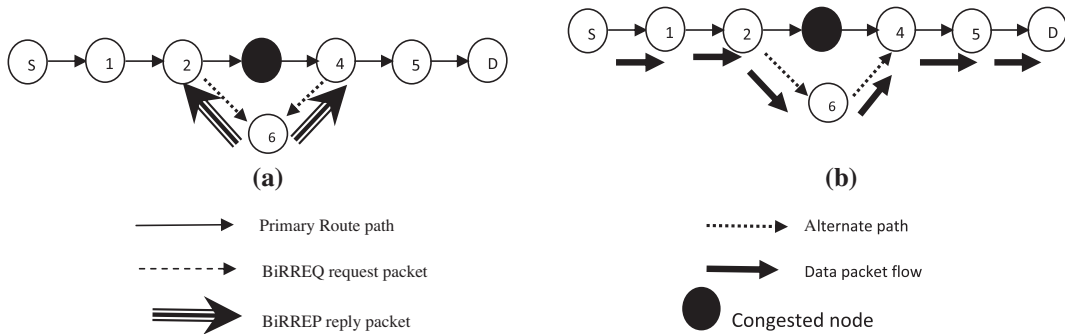 S 1 2 4 5 D
6
(a)
S 1 2 4 5 D
6
(b)
Primary Route path
BiRREQ request packet
BiRREP reply packet
Alternate path
Data packet flow
Congested node